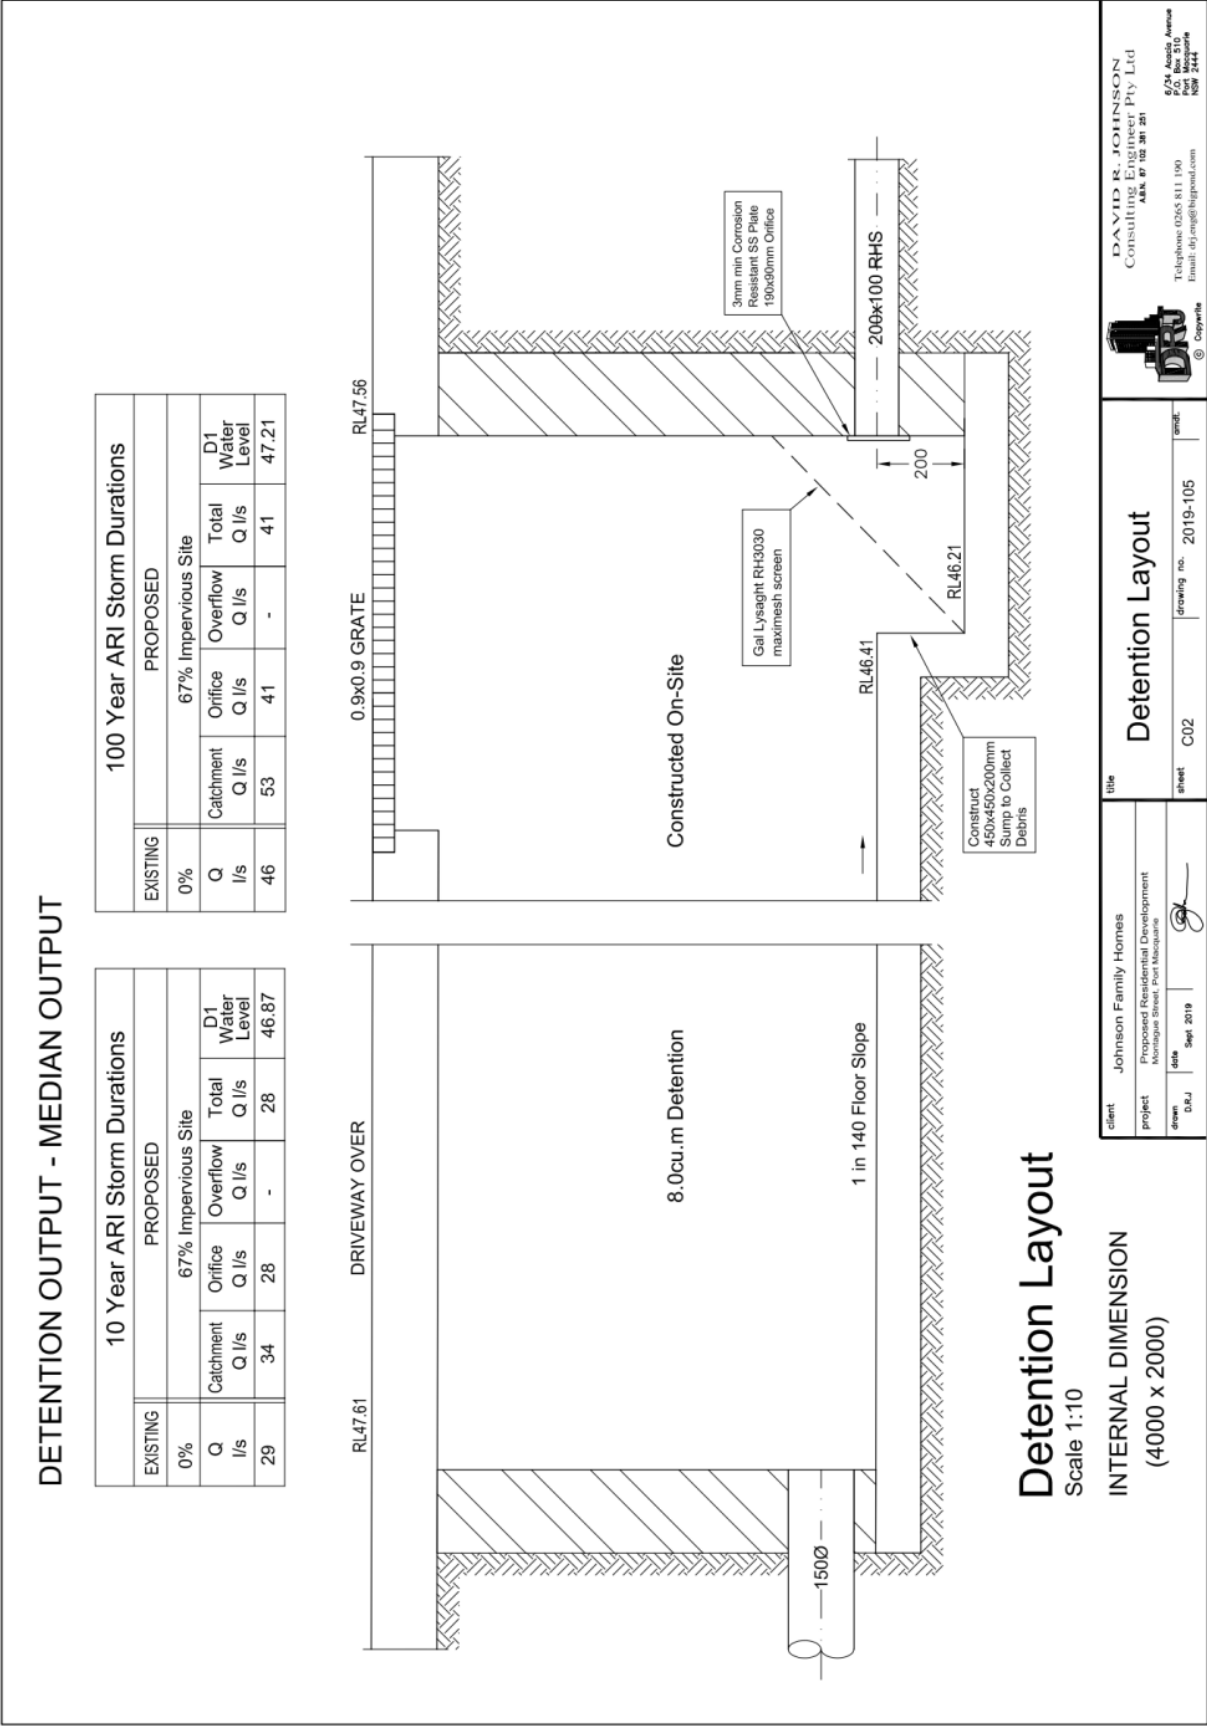 DETENTION OUTPUT - MEDIAN OUTPUT
10 Year ARI Storm Durations
EXISTING PROPOSED
0% 67% Impervious Site
Q l/s Catchment Q l/s Orifice Q l/s Overflow Q l/s Total Q l/s D1 Water Level
29 34 28 - 28 46.87
100 Year ARI Storm Durations
EXISTING PROPOSED
0% 67% Impervious Site
Q l/s Catchment Q l/s Orifice Q l/s Overflow Q l/s Total Q l/s D1 Water Level
46 53 41 - 41 47.21
RL47.61
DRIVEWAY OVER
0.9x0.9 GRATE
RL47.56
8.0cu.m Detention
Constructed On-Site
Gal Lysaght RH3030
maximesh screen
3mm min Corrosion
Resistant SS Plate
190x90mm Orifice
150Ø
1 in 140 Floor Slope
RL46.41
RL46.21
200
200x100 RHS
Construct
450x450x200mm
Sump to Collect
Debris
Detention Layout
Scale 1:10
INTERNAL DIMENSION
(4000 x 2000)
client
Johnson Family Homes
project
Proposed Residential Development
Montague Street, Port Macquarie
drawn
D.R.J
date
Sept 2019
title
Detention Layout
sheet
C02
drawing no.
2019-105
amdt.
© Copywrite
DAVID R. JOHNSON
Consulting Engineer Pty Ltd
A.B.N. 87 102 381 251
Telephone 0265 811 190
Email: drj.eng@bigpond.com
6/34 Acacia Avenue
P.O. Box 510
Port Macquarie
NSW 2444